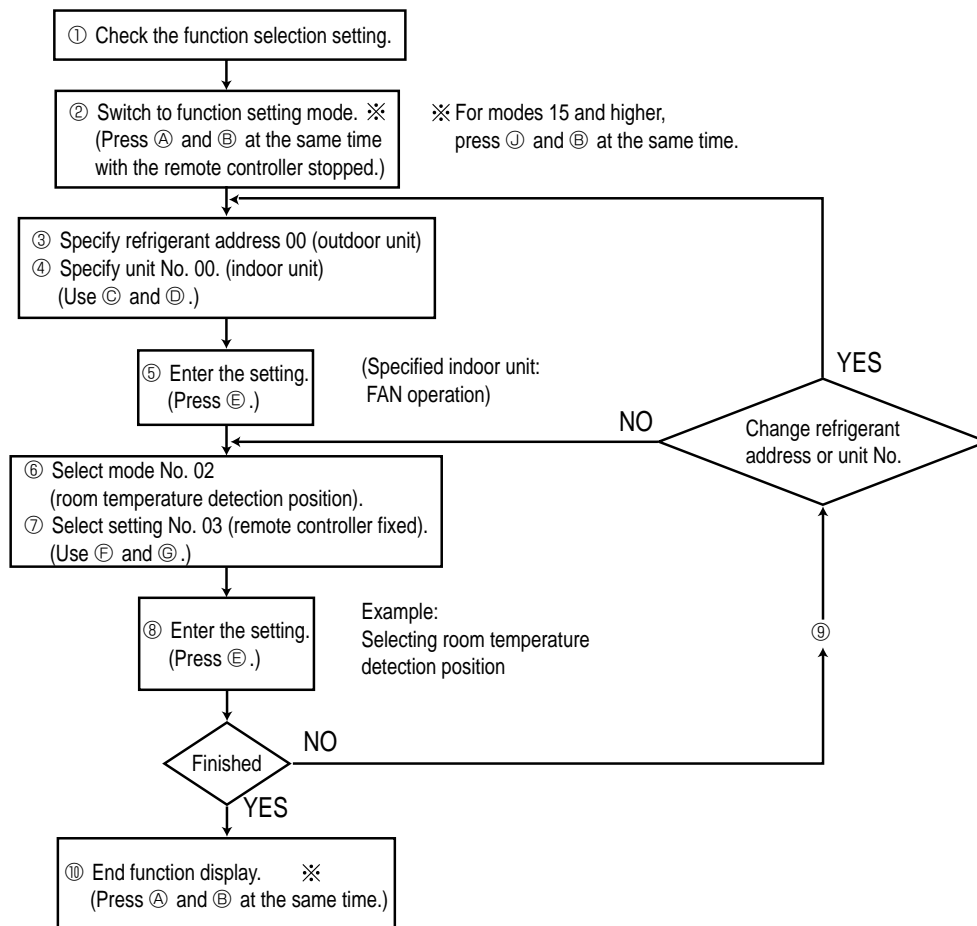 ① Check the function selection setting.
② Switch to function setting mode. ※
(Press Ⓐ and Ⓑ at the same time
with the remote controller stopped.)
※ For modes 15 and higher,
press Ⓙ and Ⓑ at the same time.
③ Specify refrigerant address 00 (outdoor unit)
④ Specify unit No. 00. (indoor unit)
(Use Ⓒ and Ⓓ.)
⑤ Enter the setting.
(Press Ⓔ.)
(Specified indoor unit:
FAN operation)
YES
NO
Change refrigerant
address or unit No.
⑥ Select mode No. 02
(room temperature detection position).
⑦ Select setting No. 03 (remote controller fixed).
(Use Ⓕ and Ⓖ.)
⑧ Enter the setting.
(Press Ⓔ.)
Example:
Selecting room temperature
detection position
⑨
Finished
NO
YES
⑩ End function display. ※
(Press Ⓐ and Ⓑ at the same time.)